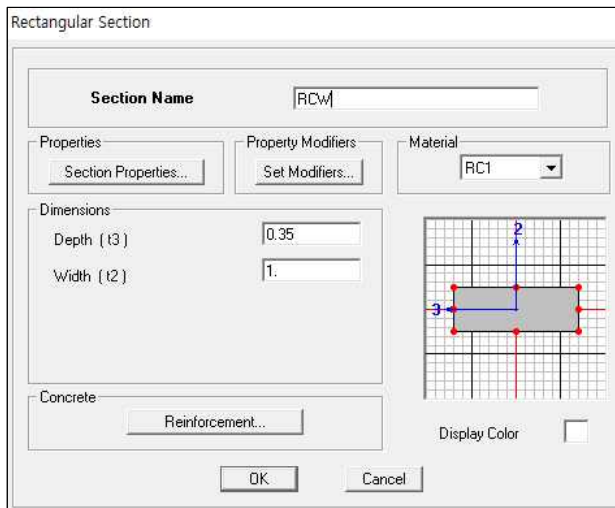 Rectangular Section
Section Name RCW
Properties Property Modifiers Material
Section Properties... Set Modifiers... RC1
Dimensions
Depth ( t3 ) 0.35
Width ( t2 ) 1.
2
3
Concrete
Reinforcement...
Display Color
OK Cancel